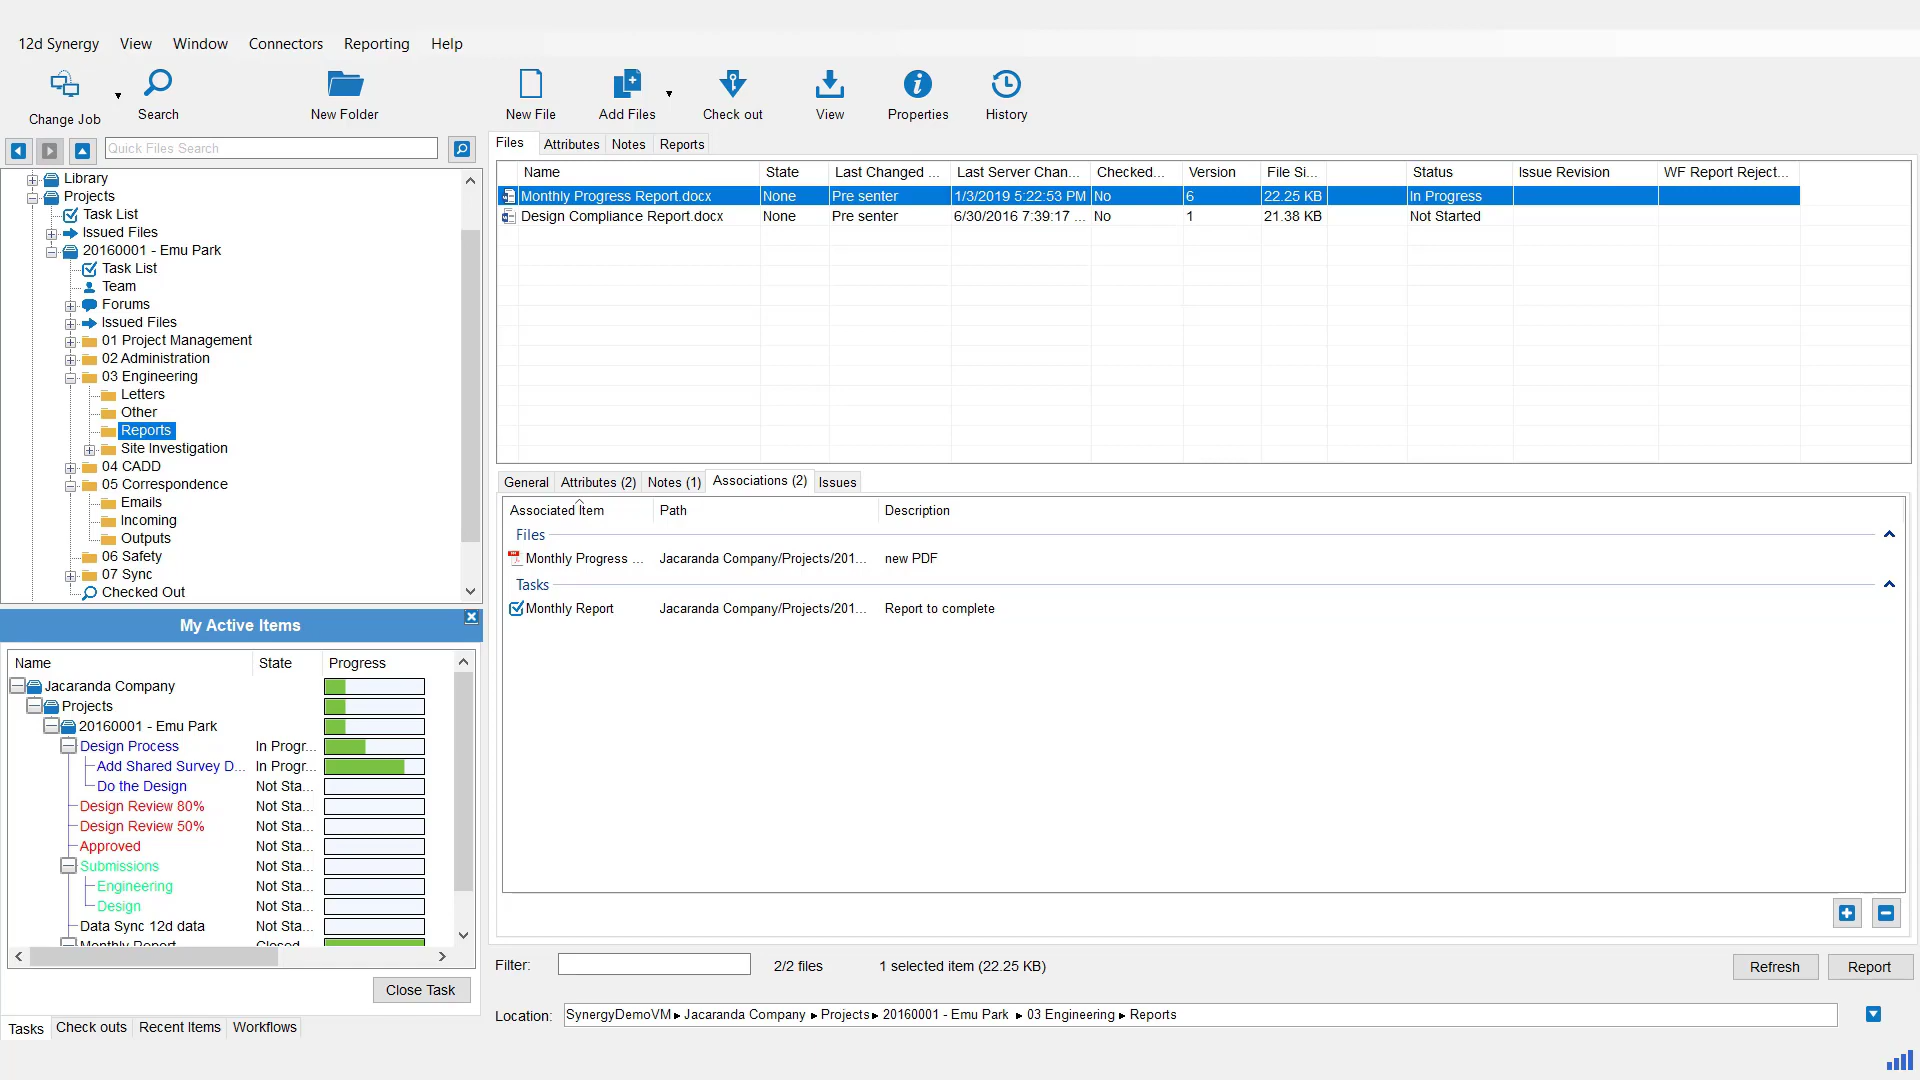 12d Synergy View Window Connectors Reporting Help
Change Job Search New Folder New File Add Files Check out View Properties History
Quick Files Search
Files Attributes Notes Reports
Name State Last Changed ... Last Server Chan... Checked... Version File Si... Status Issue Revision WF Report Reject...
Monthly Progress Report.docx None Pre senter 1/3/2019 5:22:53 PM No 6 22.25 KB In Progress
Design Compliance Report.docx None Pre senter 6/30/2016 7:39:17 ... No 1 21.38 KB Not Started
Library
Projects
Task List
Issued Files
20160001 - Emu Park
Task List
Team
Forums
Issued Files
01 Project Management
02 Administration
03 Engineering
Letters
Other
Reports
Site Investigation
04 CADD
05 Correspondence
Emails
Incoming
Outputs
06 Safety
07 Sync
Checked Out
General Attributes (2) Notes (1) Associations (2) Issues
Associated Item Path Description
Files
Monthly Progress ... Jacaranda Company/Projects/201... new PDF
Tasks
Monthly Report Jacaranda Company/Projects/201... Report to complete
My Active Items
Name State Progress
Jacaranda Company
Projects
20160001 - Emu Park
Design Process In Progr...
Add Shared Survey D... In Progr...
Do the Design Not Sta...
Design Review 80% Not Sta...
Design Review 50% Not Sta...
Approved Not Sta...
Submissions Not Sta...
Engineering Not Sta...
Design Not Sta...
Data Sync 12d data Not Sta...
Monthly Report Closed
Close Task
Tasks Check outs Recent Items Workflows
Filter: 2/2 files 1 selected item (22.25 KB) Refresh Report
Location: SynergyDemoVM Jacaranda Company Projects 20160001 - Emu Park 03 Engineering Reports